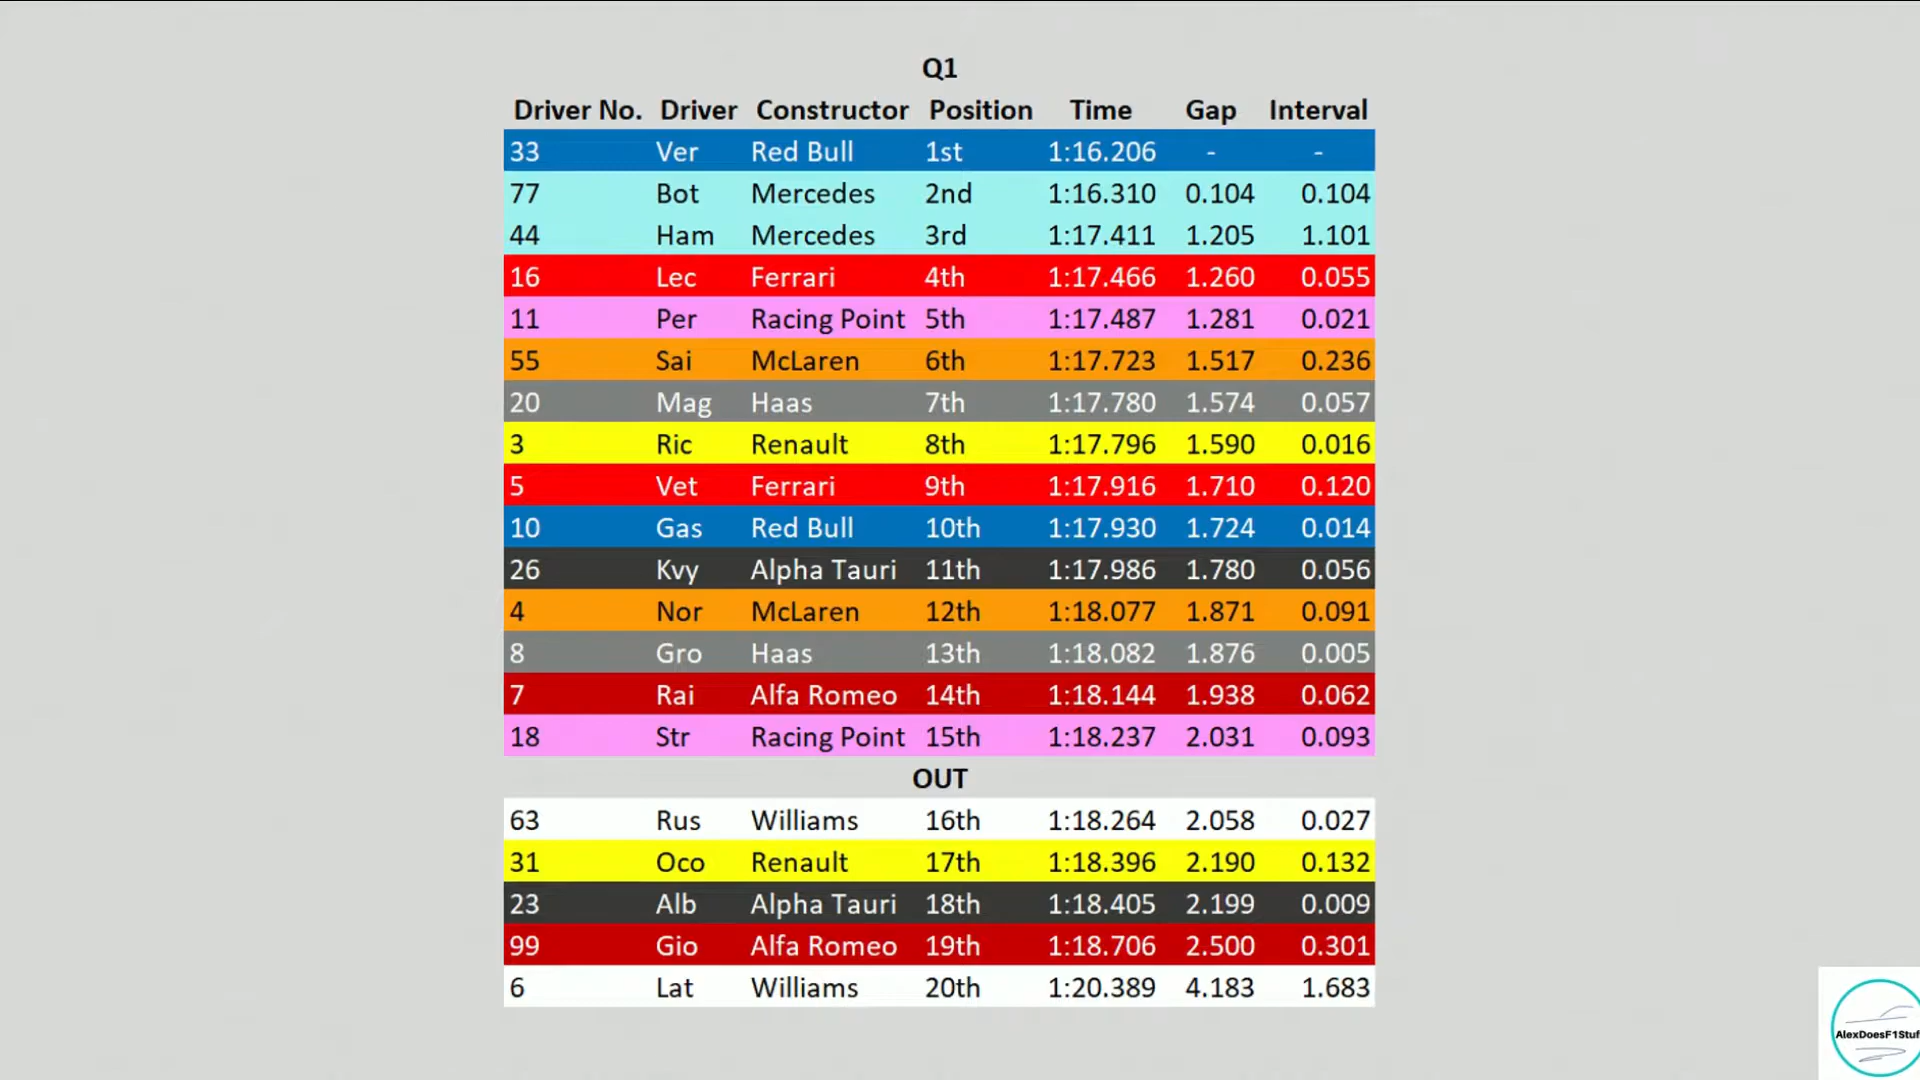 Q1
Driver No. Driver Constructor Position Time Gap Interval
33 Ver Red Bull 1st 1:16.206 - -
77 Bot Mercedes 2nd 1:16.310 0.104 0.104
44 Ham Mercedes 3rd 1:17.411 1.205 1.101
16 Lec Ferrari 4th 1:17.466 1.260 0.055
11 Per Racing Point 5th 1:17.487 1.281 0.021
55 Sai McLaren 6th 1:17.723 1.517 0.236
20 Mag Haas 7th 1:17.780 1.574 0.057
3 Ric Renault 8th 1:17.796 1.590 0.016
5 Vet Ferrari 9th 1:17.916 1.710 0.120
10 Gas Red Bull 10th 1:17.930 1.724 0.014
26 Kvy Alpha Tauri 11th 1:17.986 1.780 0.056
4 Nor McLaren 12th 1:18.077 1.871 0.091
8 Gro Haas 13th 1:18.082 1.876 0.005
7 Rai Alfa Romeo 14th 1:18.144 1.938 0.062
18 Str Racing Point 15th 1:18.237 2.031 0.093
OUT
63 Rus Williams 16th 1:18.264 2.058 0.027
31 Oco Renault 17th 1:18.396 2.190 0.132
23 Alb Alpha Tauri 18th 1:18.405 2.199 0.009
99 Gio Alfa Romeo 19th 1:18.706 2.500 0.301
6 Lat Williams 20th 1:20.389 4.183 1.683
AlexDoesF1Stuf